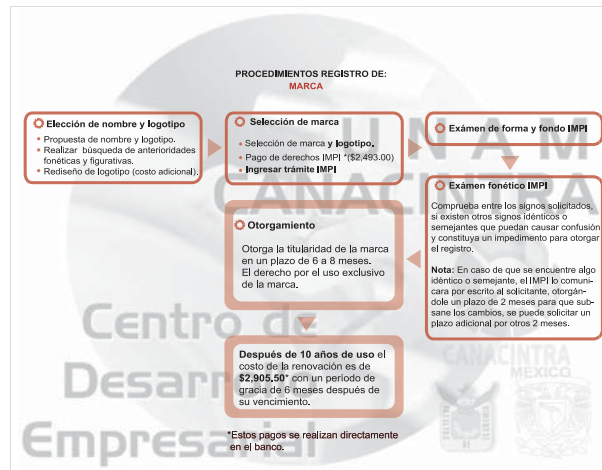 PROCEDIMIENTOS REGISTRO DE:
MARCA
Elección de nombre y logotipo
• Propuesta de nombre y logotipo.
• Realizar búsqueda de anterioridades
fonéticas y figurativas.
• Rediseño de logotipo (costo adicional).
Selección de marca
• Selección de marca y logotipo.
• Pago de derechos IMPI *($2,493.00)
• Ingresar trámite IMPI
Exámen de forma y fondo IMPI
Exámen fonético IMPI
Comprueba entre los signos solicitados,
si existen otros signos idénticos o
semejantes que puedan causar confusión
y constituya un impedimento para otorgar
el registro.
Nota: En caso de que se encuentre algo
idéntico o semejante, el IMPI lo comuni-
cara por escrito al solicitante, otorgán-
dole un plazo de 2 meses para que sub-
sane los cambios, se puede solicitar un
plazo adicional por otros 2 meses.
Otorgamiento
Otorga la titularidad de la marca
en un plazo de 6 a 8 meses.
El derecho por el uso exclusivo
de la marca.
Después de 10 años de uso el
costo de la renovación es de
$2,905,50* con un periodo de
gracia de 6 meses después de
su vencimiento.
*Estos pagos se realizan directamente
en el banco.
UNAM
CANACINTRA
Centro de
Desarrollo
Empresarial
CANACINTRA
MEXICO